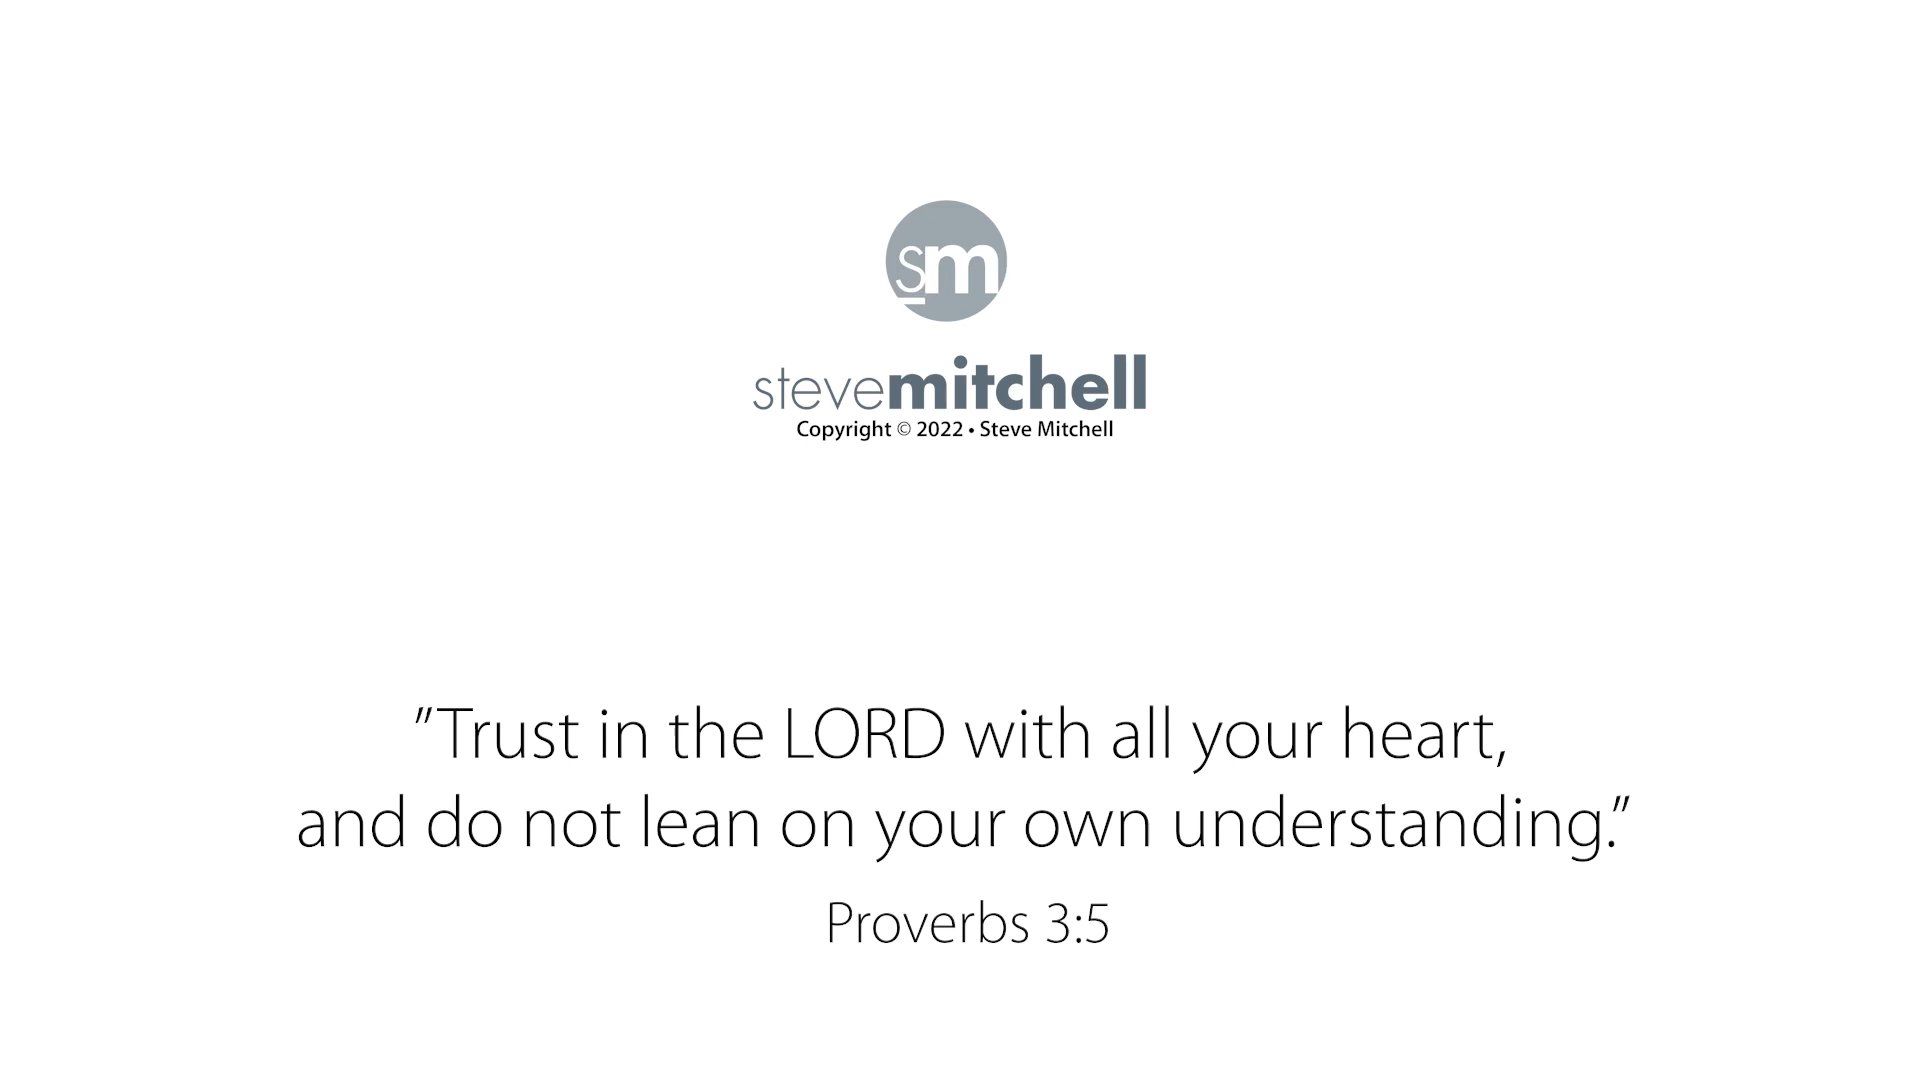 sm
stevemitchell
Copyright © 2022 • Steve Mitchell
"Trust in the LORD with all your heart,
and do not lean on your own understanding."
Proverbs 3:5